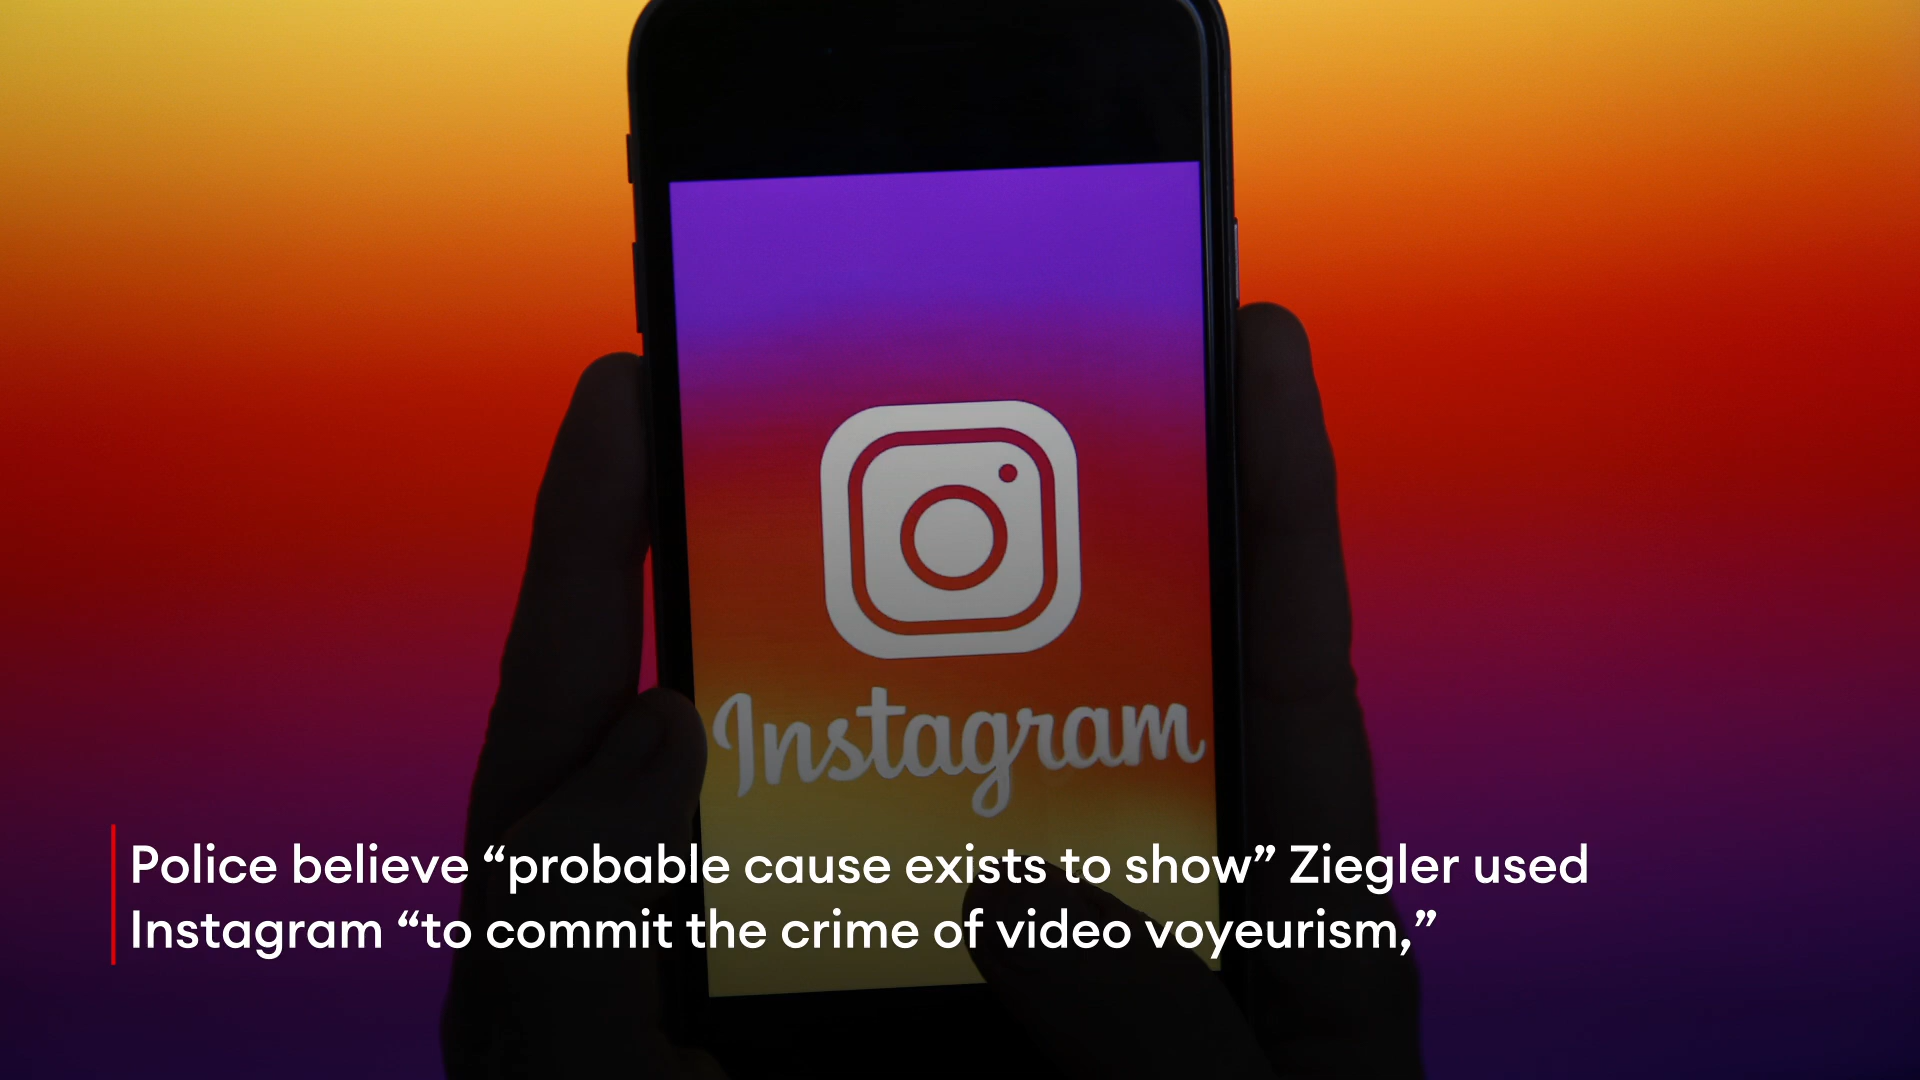 Instagram
Police believe “probable cause exists to show” Ziegler used
Instagram “to commit the crime of video voyeurism,”